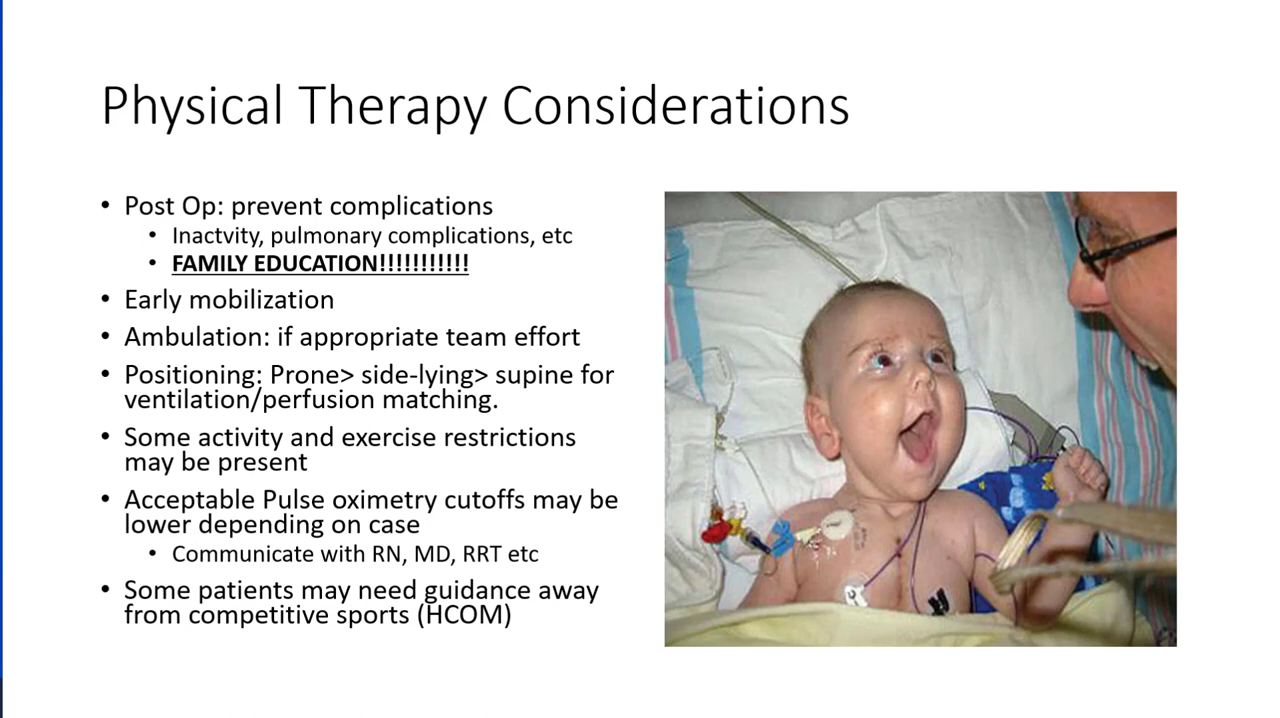 Physical Therapy Considerations
• Post Op: prevent complications
• Inactvity, pulmonary complications, etc
• FAMILY EDUCATION!!!!!!!!!!!
• Early mobilization
• Ambulation: if appropriate team effort
• Positioning: Prone> side-lying> supine for
ventilation/perfusion matching.
• Some activity and exercise restrictions
may be present
• Acceptable Pulse oximetry cutoffs may be
lower depending on case
• Communicate with RN, MD, RRT etc
• Some patients may need guidance away
from competitive sports (HCOM)